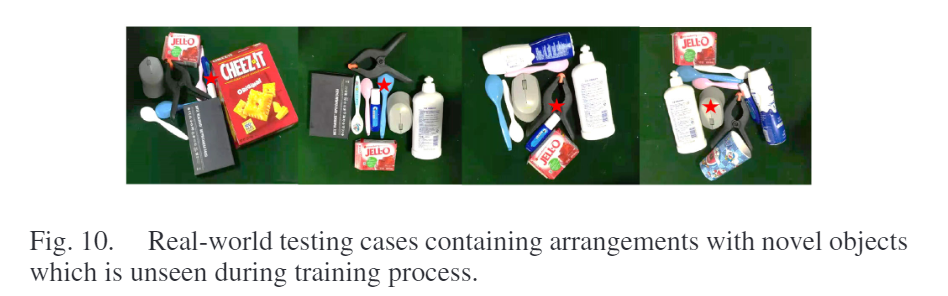 JELL-O
CHEEZ-IT
Original
JELL-O
JELL-O
JELL-O
Fig. 10. Real-world testing cases containing arrangements with novel objects
which is unseen during training process.